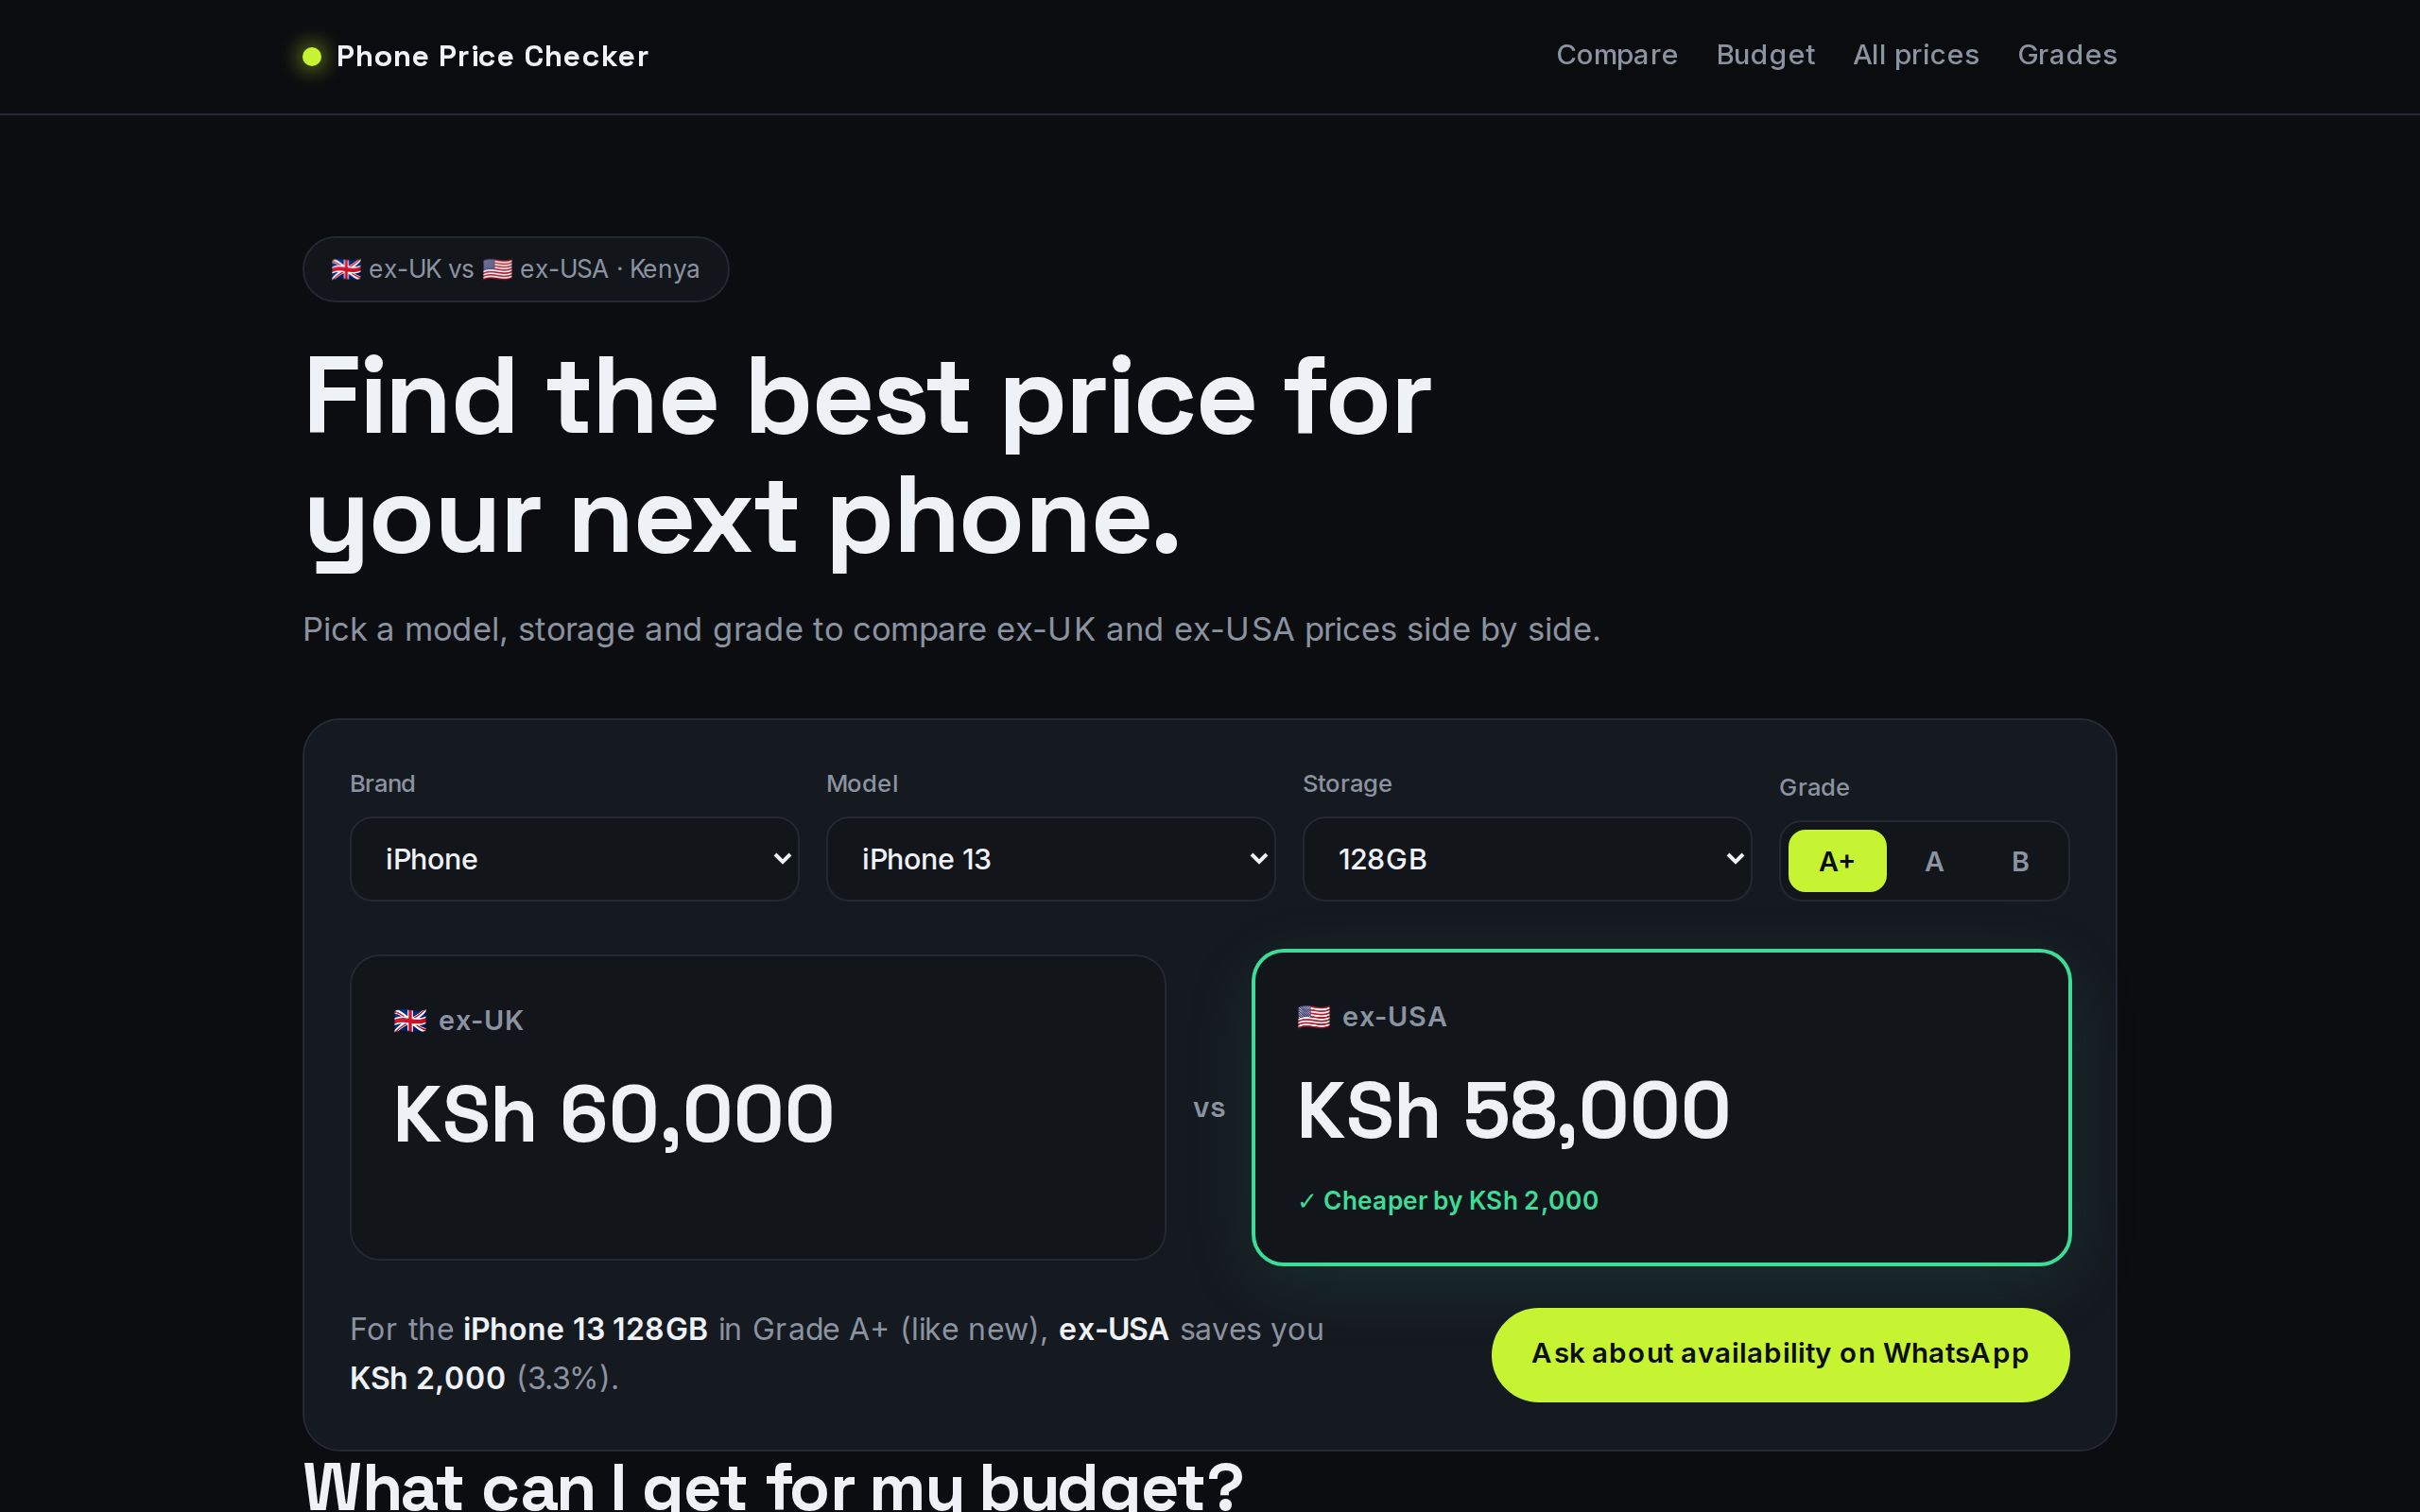 Phone Price Checker
Compare
Budget
All prices
Grades
🇬🇧 ex-UK vs 🇺🇸 ex-USA · Kenya
Find the best price for
your next phone.
Pick a model, storage and grade to compare ex-UK and ex-USA prices side by side.
Brand
Model
Storage
Grade
iPhone
iPhone 13
128GB
A+
A
B
🇬🇧 ex-UK
KSh 60,000
vs
🇺🇸 ex-USA
KSh 58,000
✓ Cheaper by KSh 2,000
For the iPhone 13 128GB in Grade A+ (like new), ex-USA saves you
KSh 2,000 (3.3%).
Ask about availability on WhatsApp
What can I get for my budget?